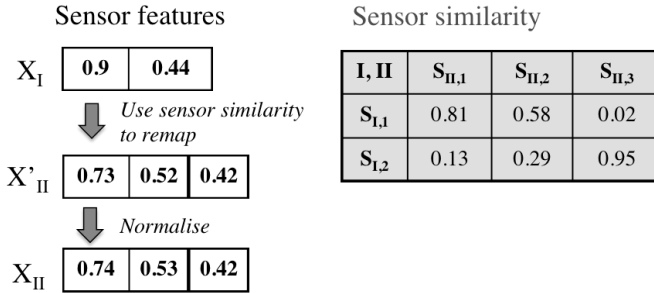 Sensor features
X_I 0.9 0.44
Use sensor similarity
to remap
X'_II 0.73 0.52 0.42
Normalise
X_II 0.74 0.53 0.42
Sensor similarity
I, II S_II,1 S_II,2 S_II,3
S_I,1 0.81 0.58 0.02
S_I,2 0.13 0.29 0.95